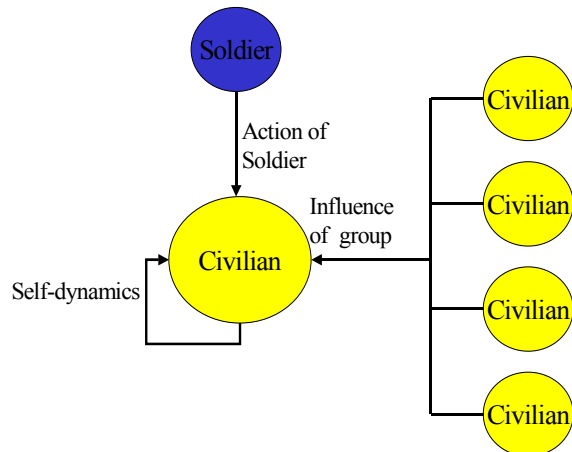 Soldier
Action of
Soldier
Civilian
Civilian
Influence
of group
Civilian
Self-dynamics
Civilian
Civilian